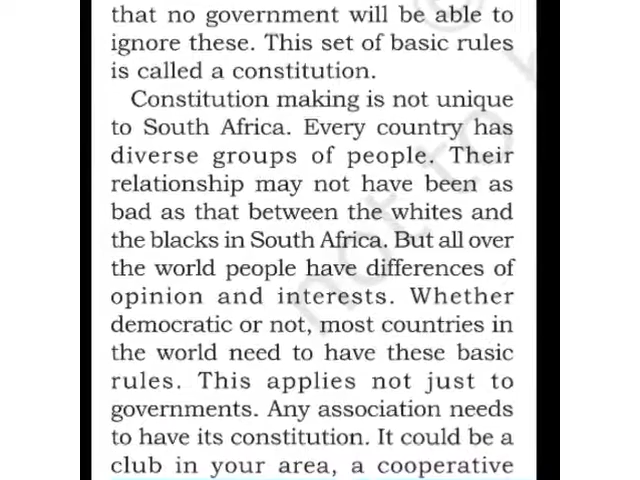 that no government will be able to
ignore these. This set of basic rules
is called a constitution.
Constitution making is not unique
to South Africa. Every country has
diverse groups of people. Their
relationship may not have been as
bad as that between the whites and
the blacks in South Africa. But all over
the world people have differences of
opinion and interests. Whether
democratic or not, most countries in
the world need to have these basic
rules. This applies not just to
governments. Any association needs
to have its constitution. It could be a
club in your area, a cooperative
not to